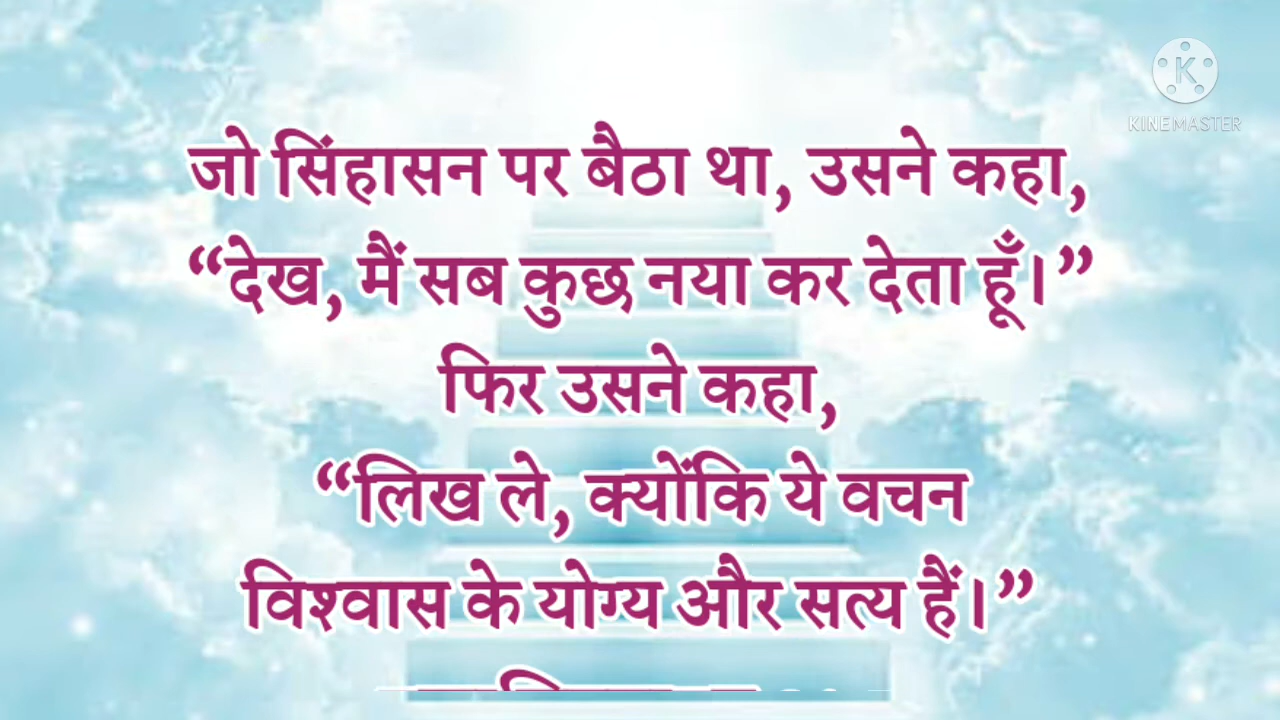 KINEMASTER
जो सिंहासन पर बैठा था, उसने कहा,
“देख, मैं सब कुछ नया कर देता हूँ।”
फिर उसने कहा,
“लिख ले, क्योंकि ये वचन
विश्वास के योग्य और सत्य हैं।”